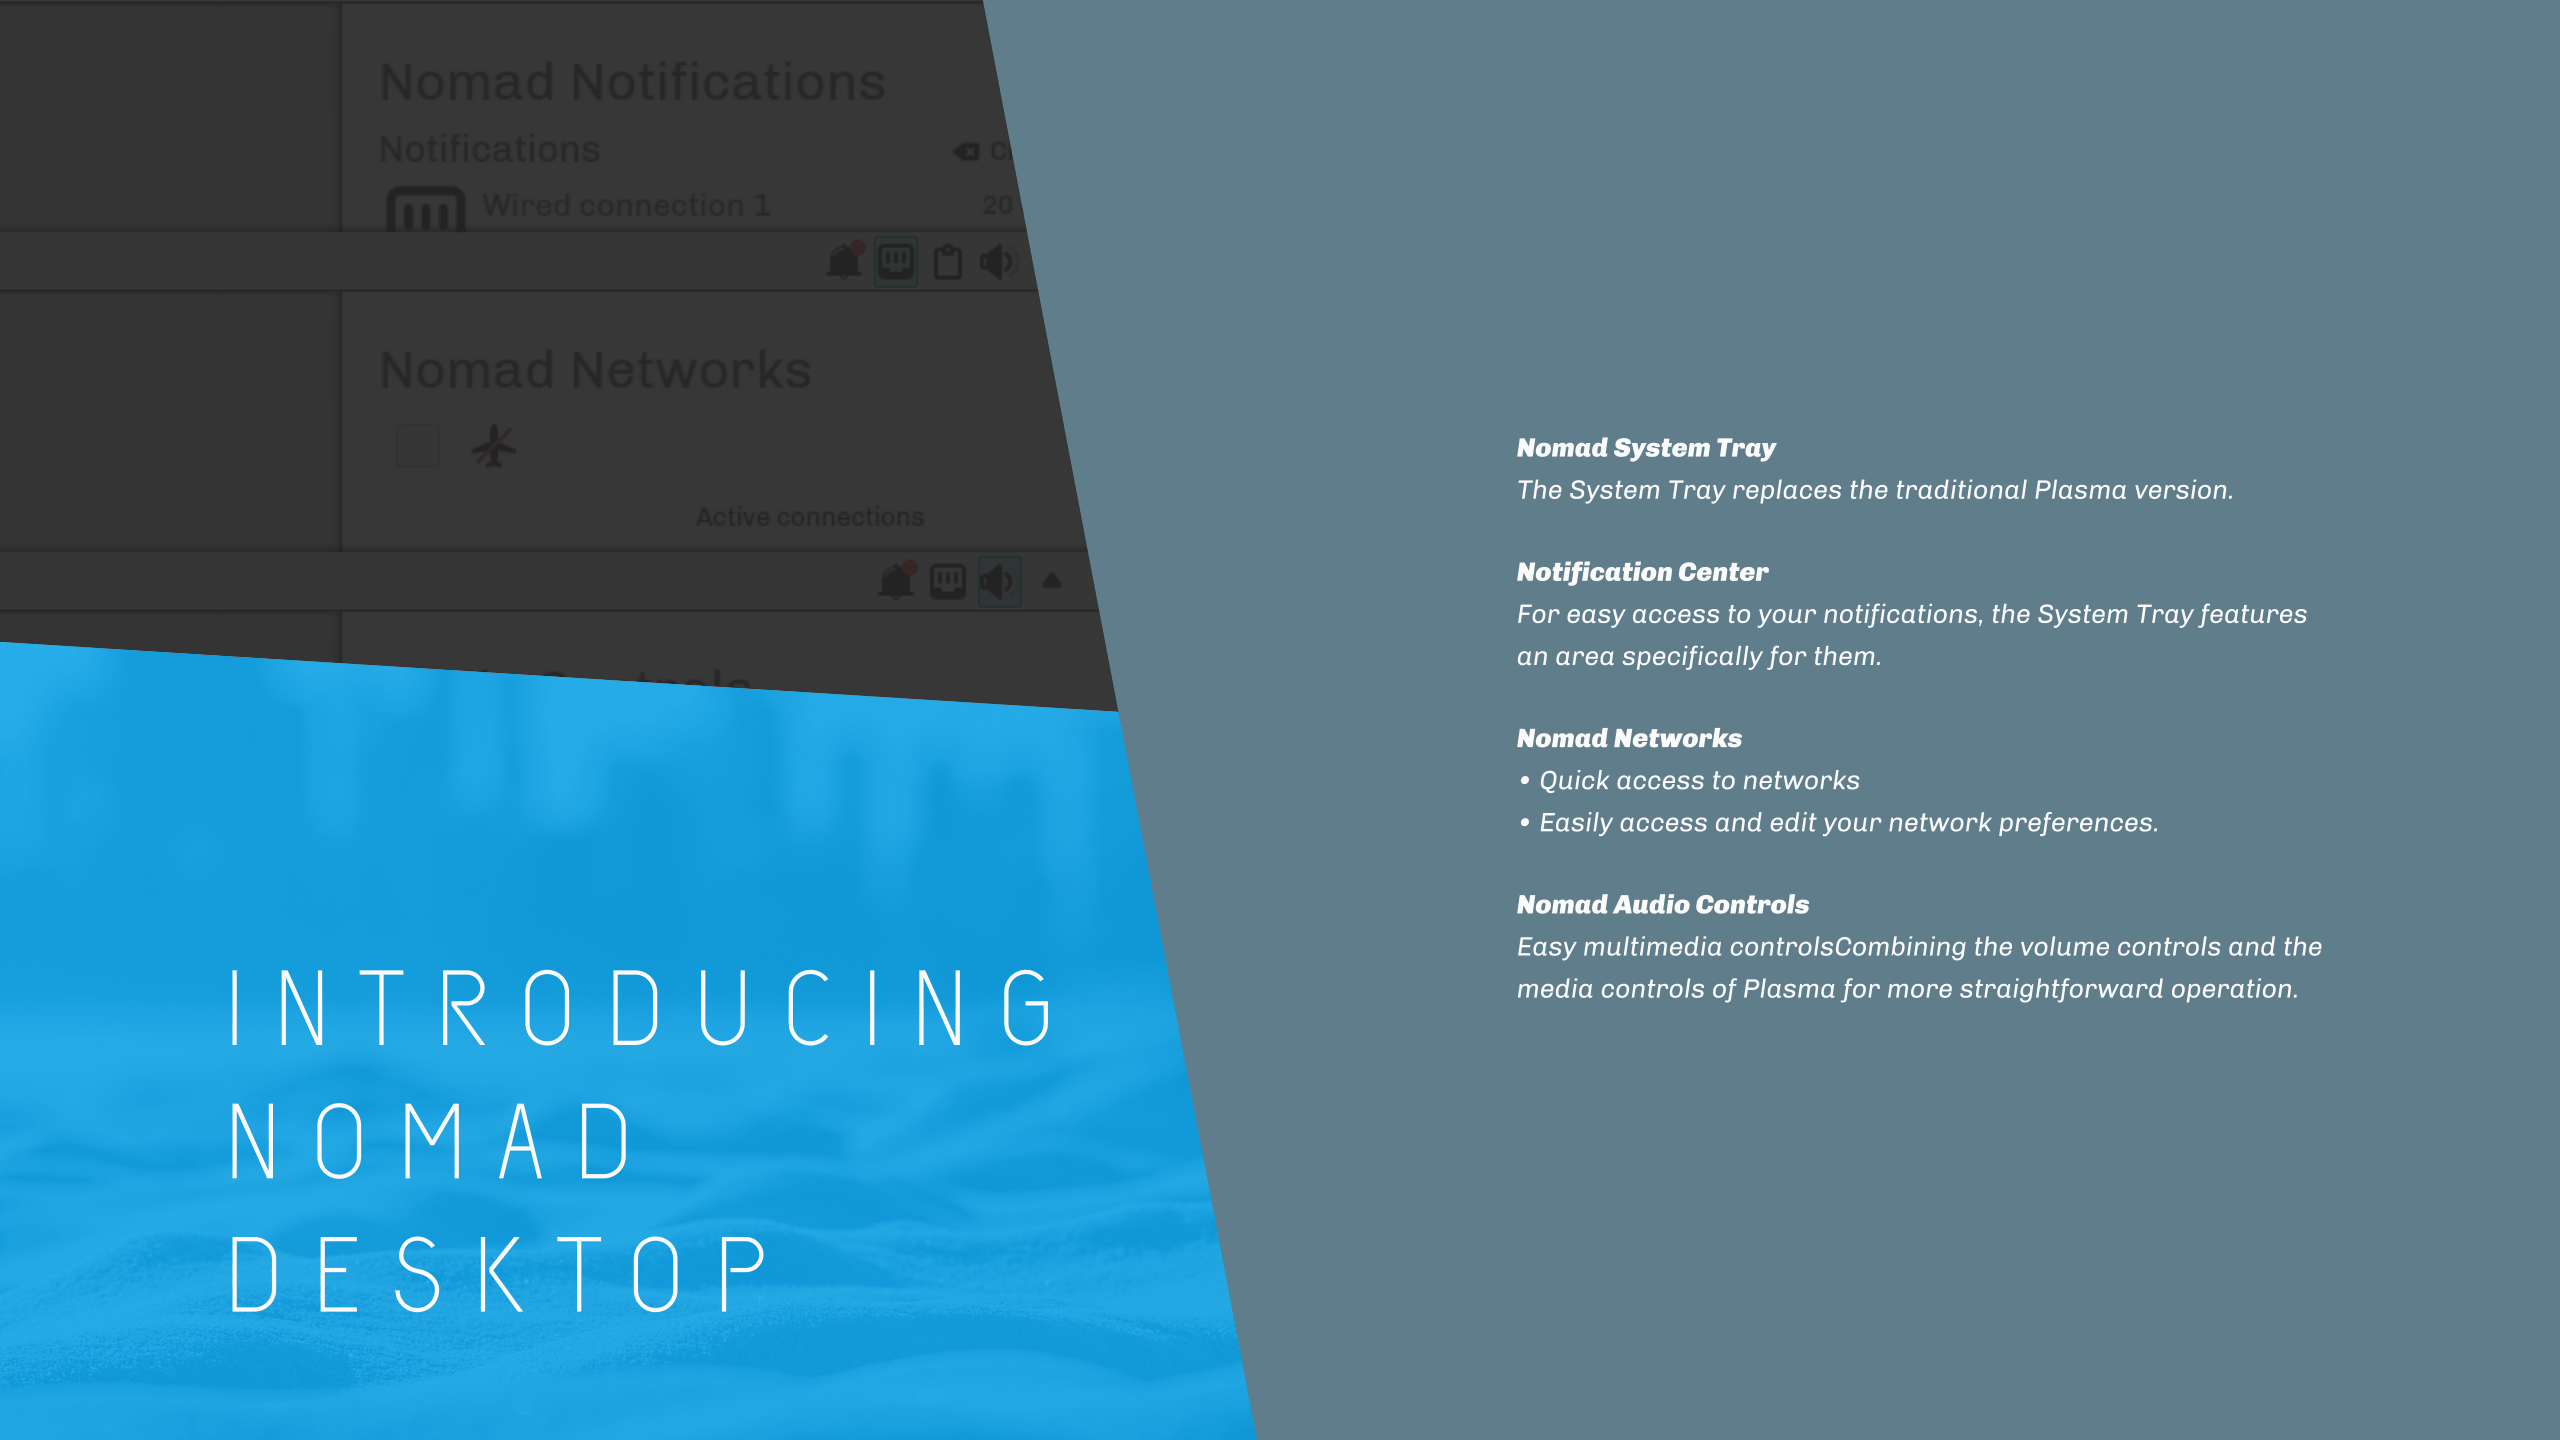 Nomad Notifications
Notifications
Wired connection 1
20
Nomad Networks
Active connections
INTRODUCING
NOMAD
DESKTOP
Nomad System Tray
The System Tray replaces the traditional Plasma version.
Notification Center
For easy access to your notifications, the System Tray features
an area specifically for them.
Nomad Networks
• Quick access to networks
• Easily access and edit your network preferences.
Nomad Audio Controls
Easy multimedia controlsCombining the volume controls and the
media controls of Plasma for more straightforward operation.